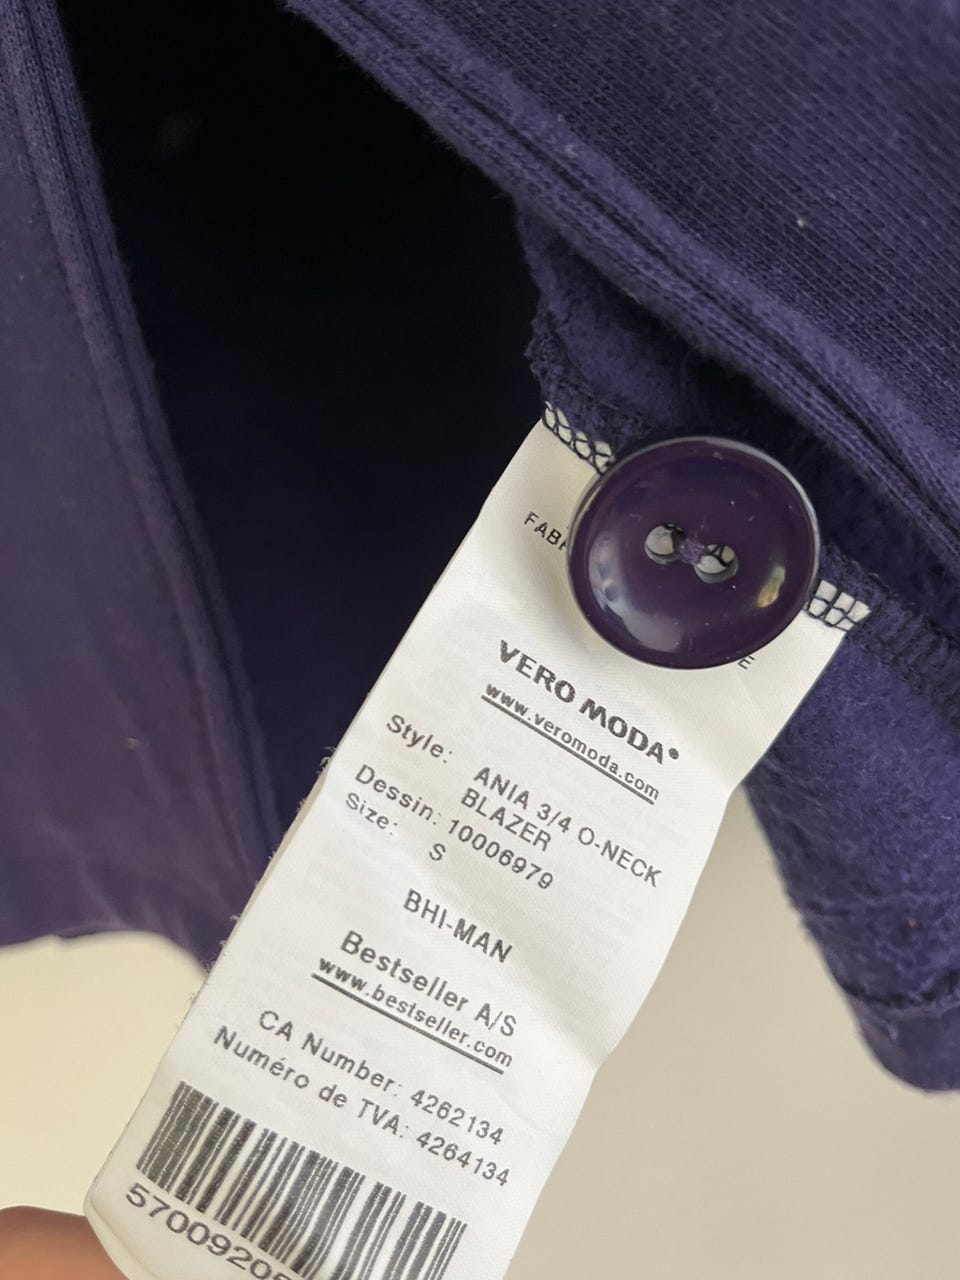 VERO MODA®
www.veromoda.com
Style: ANIA 3/4 O-NECK
BLAZER
Dessin: 10006979
Size: S
BHI-MAN
Bestseller A/S
www.bestseller.com
CA Number: 4262134
Numéro de TVA: 4264134